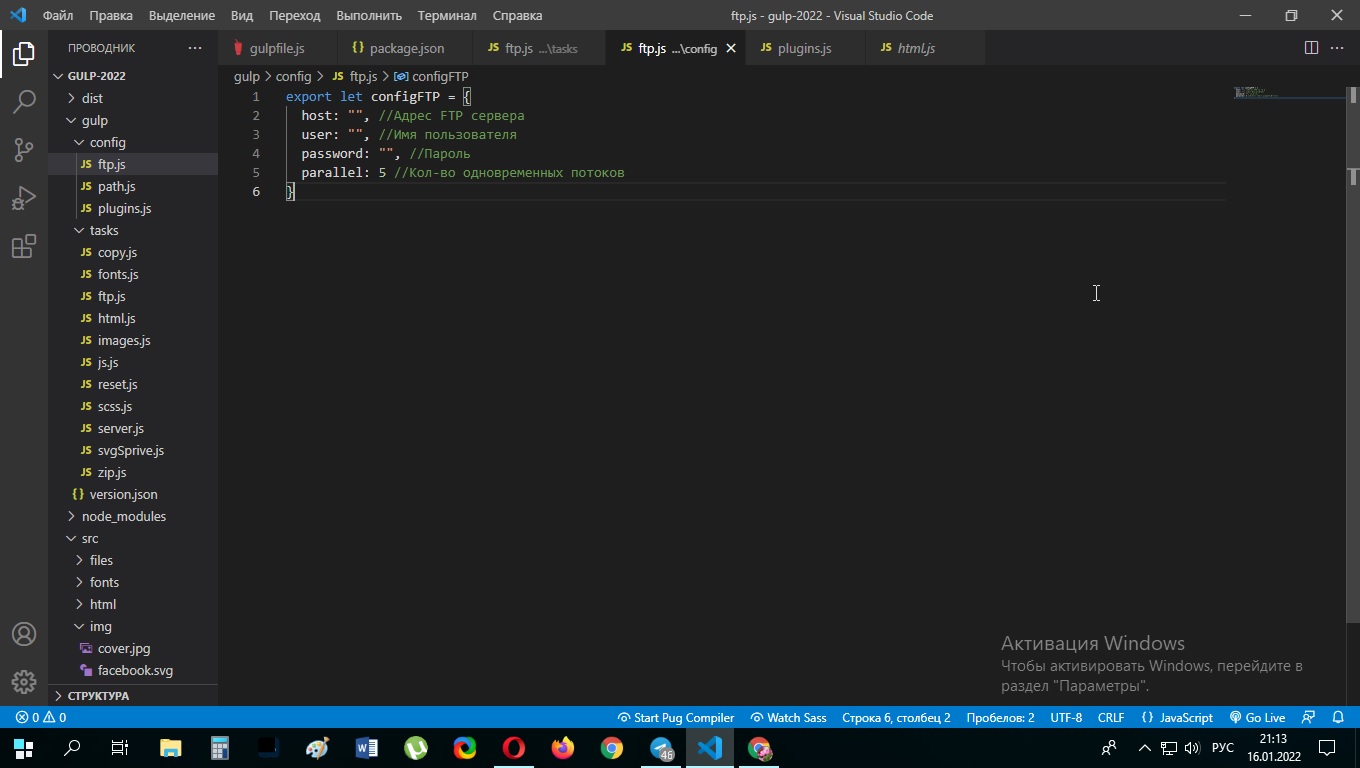 Файл Правка Выделение Вид Переход Выполнить Терминал Справка ftp.js - gulp-2022 - Visual Studio Code
ПРОВОДНИК
gulpfile.js {} package.json JS ftp.js ...\tasks JS ftp.js ...\config JS plugins.js JS html.js
gulp > config > JS ftp.js > configFTP
GULP-2022
dist
gulp
config
JS ftp.js
JS path.js
JS plugins.js
tasks
JS copy.js
JS fonts.js
JS ftp.js
JS html.js
JS images.js
JS js.js
JS reset.js
JS scss.js
JS server.js
JS svgSprive.js
JS zip.js
{} version.json
node_modules
src
files
fonts
html
img
cover.jpg
facebook.svg
СТРУКТУРА
1 export let configFTP = {
2 host: "", //Адрес FTP сервера
3 user: "", //Имя пользователя
4 password: "", //Пароль
5 parallel: 5 //Кол-во одновременных потоков
6 }
Активация Windows
Чтобы активировать Windows, перейдите в
раздел "Параметры".
0 0 Start Pug Compiler Watch Sass Строка 6, столбец 2 Пробелов: 2 UTF-8 CRLF {} JavaScript Go Live
46 РУС 21:13
16.01.2022